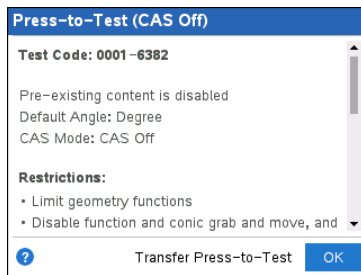 Press-to-Test (CAS Off)
Test Code: 0001-6382
Pre-existing content is disabled
Default Angle: Degree
CAS Mode: CAS Off
Restrictions:
• Limit geometry functions
• Disable function and conic grab and move, and
? Transfer Press-to-Test OK